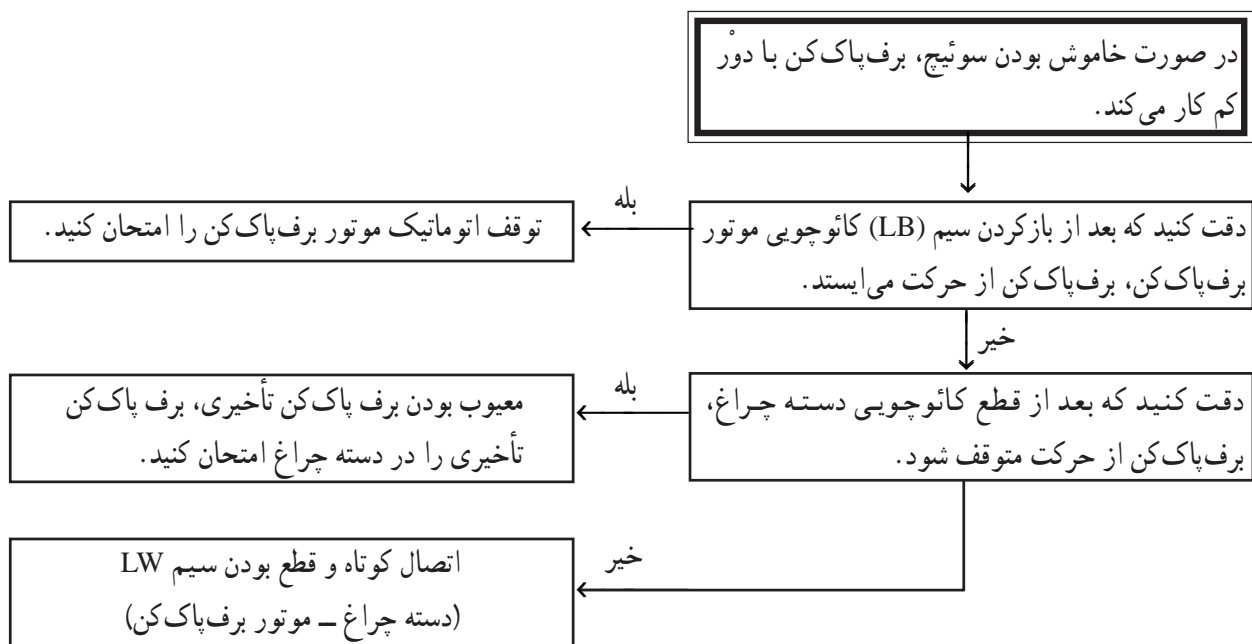 در صورت خاموش بودن سوئیچ، برف‌پاک‌کن با دوْر
کم کار می‌کند.
دقت کنید که بعد از بازکردن سیم (LB) کائوچویی موتور
برف‌پاک‌کن، برف‌پاک‌کن از حرکت می‌ایستد.
بله
توقف اتوماتیک موتور برف‌پاک‌کن را امتحان کنید.
خیر
دقت کنید که بعد از قطع کائوچویی دسته چراغ،
برف‌پاک‌کن از حرکت متوقف شود.
بله
معیوب بودن برف پاک‌کن تأخیری، برف پاک‌کن
تأخیری را در دسته چراغ امتحان کنید.
خیر
اتصال کوتاه و قطع بودن سیم LW
(دسته چراغ ــ موتور برف‌پاک‌کن)